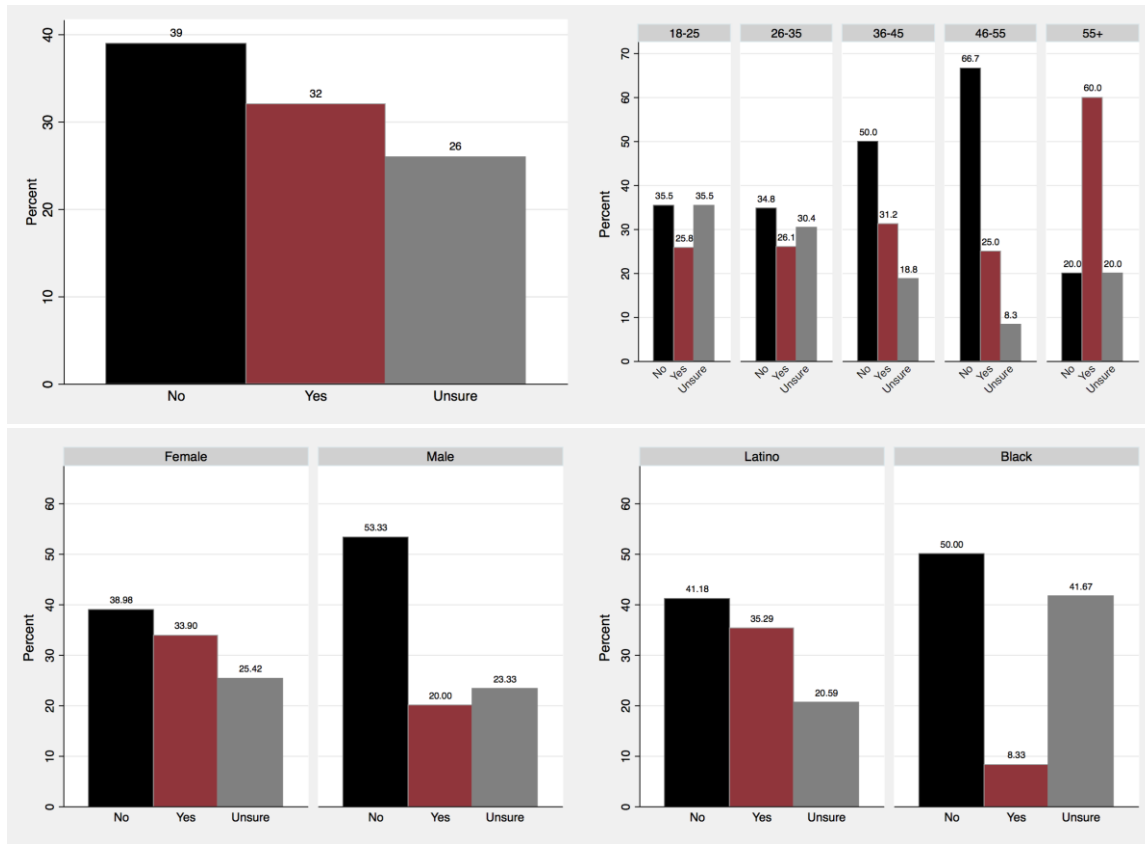 39
32
26
Percent
40
30
20
10
0
No Yes Unsure
18-25 26-35 36-45 46-55 55+
70
60
50
40
30
20
10
0
Percent
35.5 25.8 35.5
34.8 26.1 30.4
50.0 31.2 18.8
66.7 25.0 8.3
20.0 60.0 20.0
No Yes Unsure No Yes Unsure No Yes Unsure No Yes Unsure No Yes Unsure
Female Male
60
50
40
30
20
10
0
Percent
38.98 33.90 25.42
53.33 20.00 23.33
No Yes Unsure No Yes Unsure
Latino Black
60
50
40
30
20
10
0
Percent
41.18 35.29 20.59
50.00 8.33 41.67
No Yes Unsure No Yes Unsure